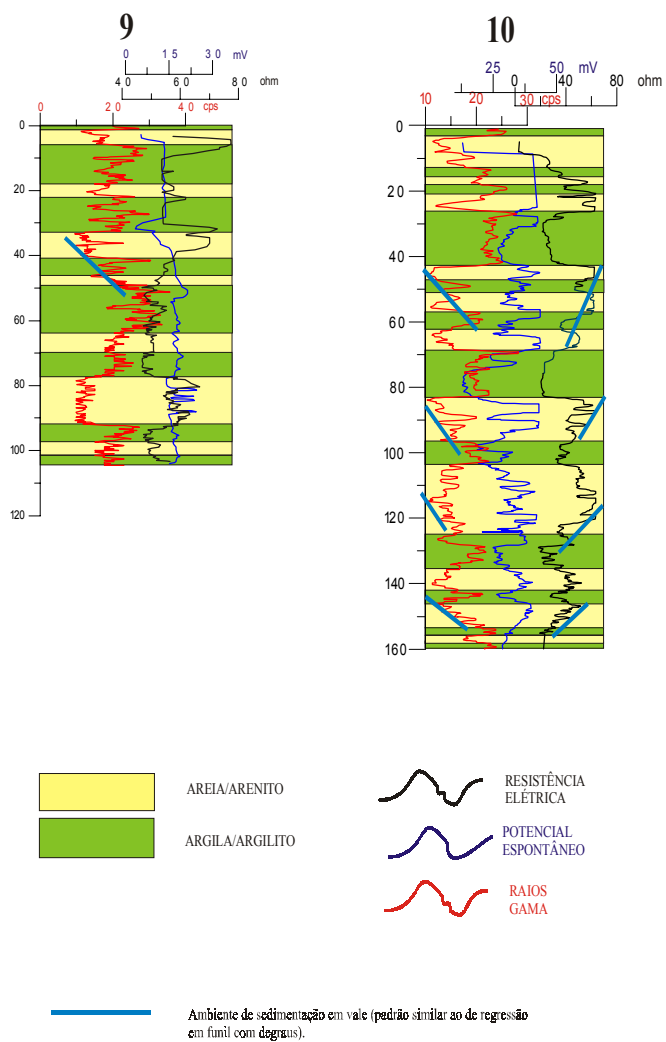 9
10
0 15 30 mV
40 60 80 ohm
0 20 40 cps
25 50 mV
0 40 80 ohm
10 20 30 cps
0
20
40
60
80
100
120
0
20
40
60
80
100
120
140
160
AREIA/ARENITO
ARGILA/ARGILITO
RESISTÊNCIA
ELÉTRICA
POTENCIAL
ESPONTÂNEO
RAIOS
GAMA
Ambiente de sedimentação em vale (padrão similar ao de regressão
em funil com degraus).